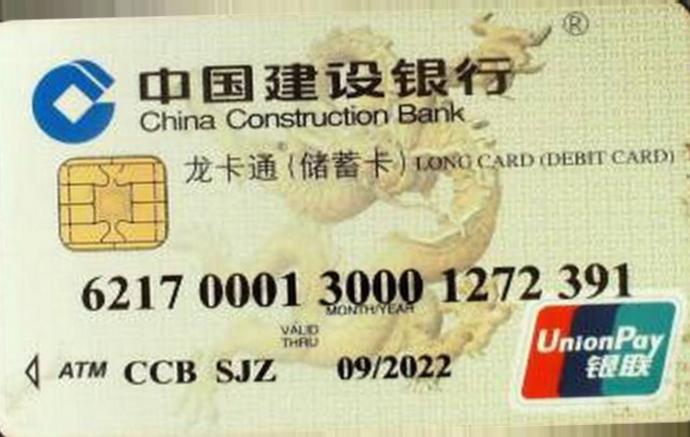 ®
中国建设银行
China Construction Bank
龙卡通(储蓄卡) LONG CARD (DEBIT CARD)
6217 0001 3000 1272 391
MONTH/YEAR
VALID
THRU
ATM CCB SJZ 09/2022
UnionPay
银联